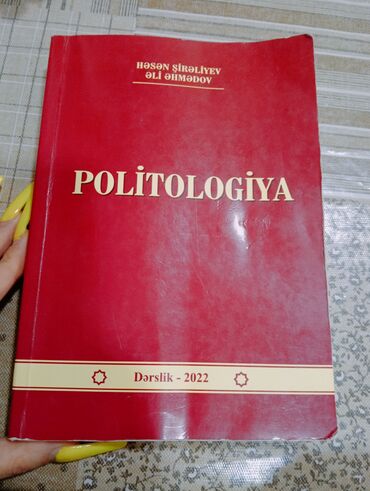 HƏSƏN ŞİRƏLİYEV
ƏLİ ƏHMƏDOV
POLİTOLOGİYA
Dərslik - 2022